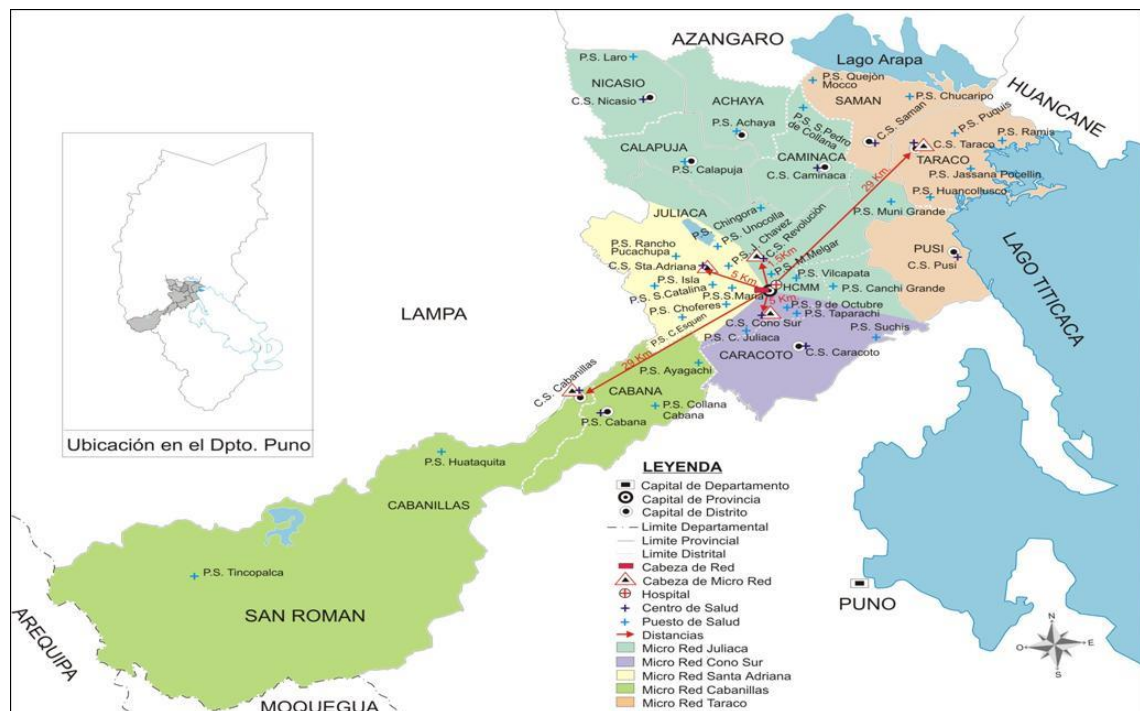 AZANGARO
Lago Arapa
HUANCANE
P.S. Laro
NICASIO
C.S. Nicasio
ACHAYA
P.S. Achaya
P.S. Quejòn
Mocco
SAMAN
P.S. Chucaripo
P.S. S.Pedro
de Collana
C.S. Saman
P.S. Puquis
P.S. Ramis
C.S. Taraco
TARACO
CALAPUJA
P.S. Calapuja
CAMINACA
C.S. Caminaca
29 Km.
P.S. Jassana Pocellin
P.S. Huancollusco
P.S. Muni Grande
JULIACA
P.S. Chingora
P.S. Unocolla
P.S. J. Chavez
C.S. Revoluciòn
1.5Km
P.S. M.Melgar
P.S. Rancho
Pucachupa
C.S. Sta.Adriana
5 Km.
P.S. Isla
P.S. S.Catalina
P.S.S.Maria
P.S. Choferes
P.S. C.Esquen
HCMM
P.S. Vilcapata
P.S. Canchi Grande
PUSI
C.S. Pusi
LAGO TITICACA
5 Km.
P.S. 9 de Octubre
P.S. Taparachi
C.S. Cono Sur
P.S. C. Juliaca
P.S. Suchis
CARACOTO
C.S. Caracoto
LAMPA
29 Km.
C.S. Cabanillas
P.S. Ayagachi
CABANA
P.S. Collana
Cabana
P.S. Cabana
Ubicación en el Dpto. Puno
P.S. Huataquita
CABANILLAS
P.S. Tincopalca
SAN ROMAN
AREQUIPA
MOQUEGUA
PUNO
N
E
S
O
LEYENDA
Capital de Departamento
Capital de Provincia
Capital de Distrito
Limite Departamental
Limite Provincial
Limite Distrital
Cabeza de Red
Cabeza de Micro Red
Hospital
Centro de Salud
Puesto de Salud
Distancias
Micro Red Juliaca
Micro Red Cono Sur
Micro Red Santa Adriana
Micro Red Cabanillas
Micro Red Taraco